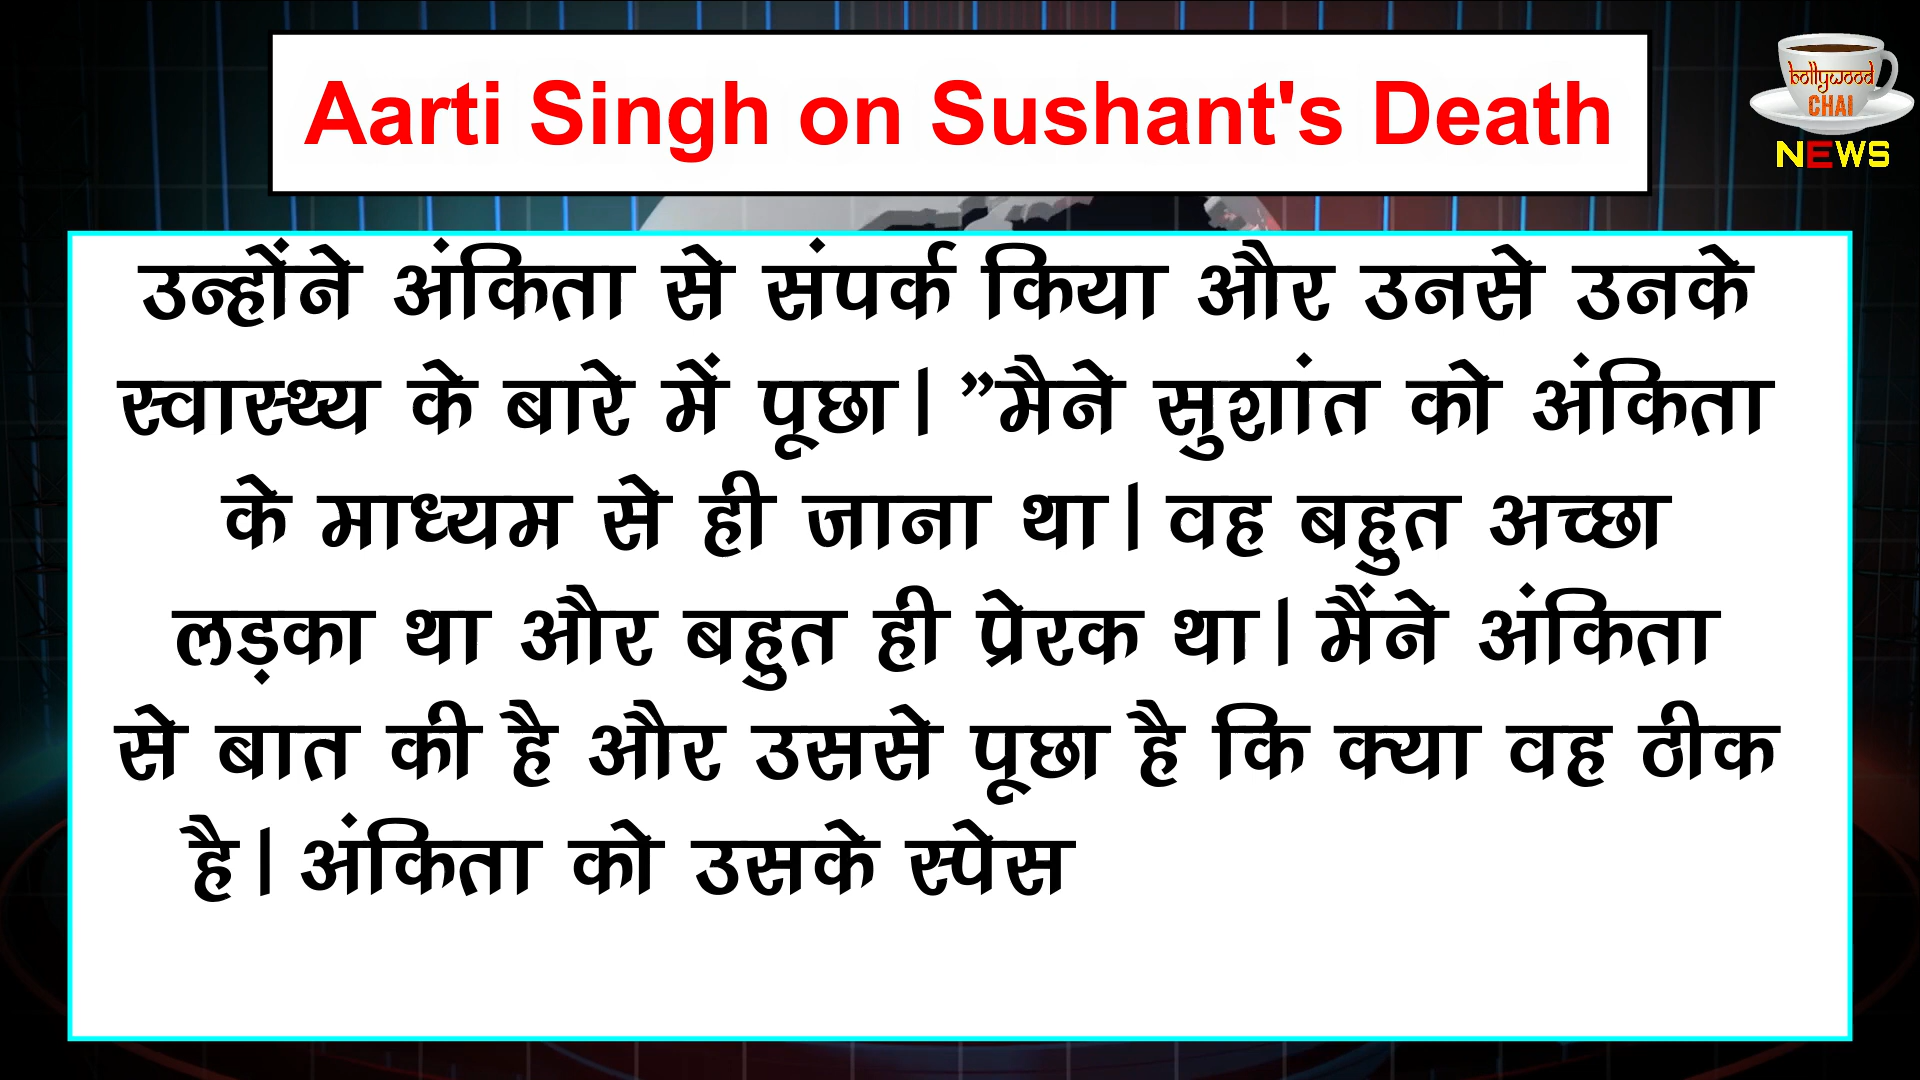 Aarti Singh on Sushant's Death
bollywood
CHAI
NEWS
उन्होंने अंकिता से संपर्क किया और उनसे उनके
स्वास्थ्य के बारे में पूछा। ”मैने सुशांत को अंकिता
के माध्यम से ही जाना था। वह बहुत अच्छा
लड़का था और बहुत ही प्रेरक था। मैंने अंकिता
से बात की है और उससे पूछा है कि क्या वह ठीक
है। अंकिता को उसके स्पेस